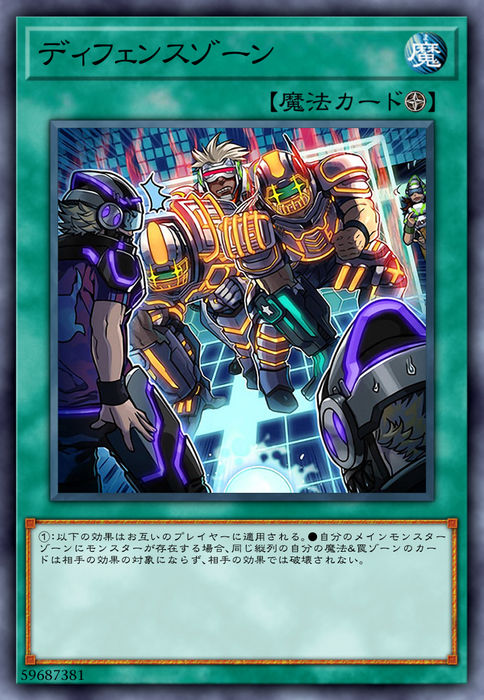 ディフェンスゾーン
魔
【魔法カード】
①:以下の効果はお互いのプレイヤーに適用される。●自分のメインモンスター
ゾーンにモンスターが存在する場合、同じ縦列の自分の魔法&罠ゾーンのカー
ドは相手の効果の対象にならず、相手の効果では破壊されない。
59687381